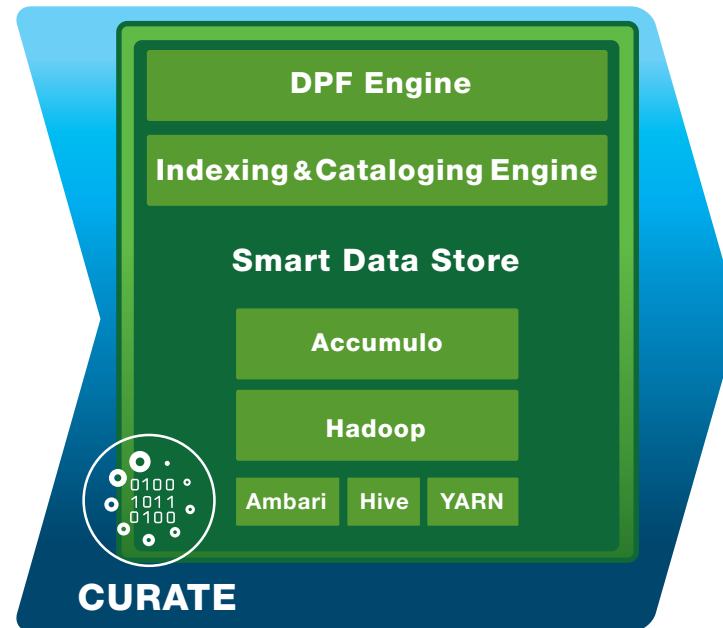 DPF Engine
Indexing & Cataloging Engine
Smart Data Store
Accumulo
Hadoop
Ambari Hive YARN
0100
1011
0100
CURATE